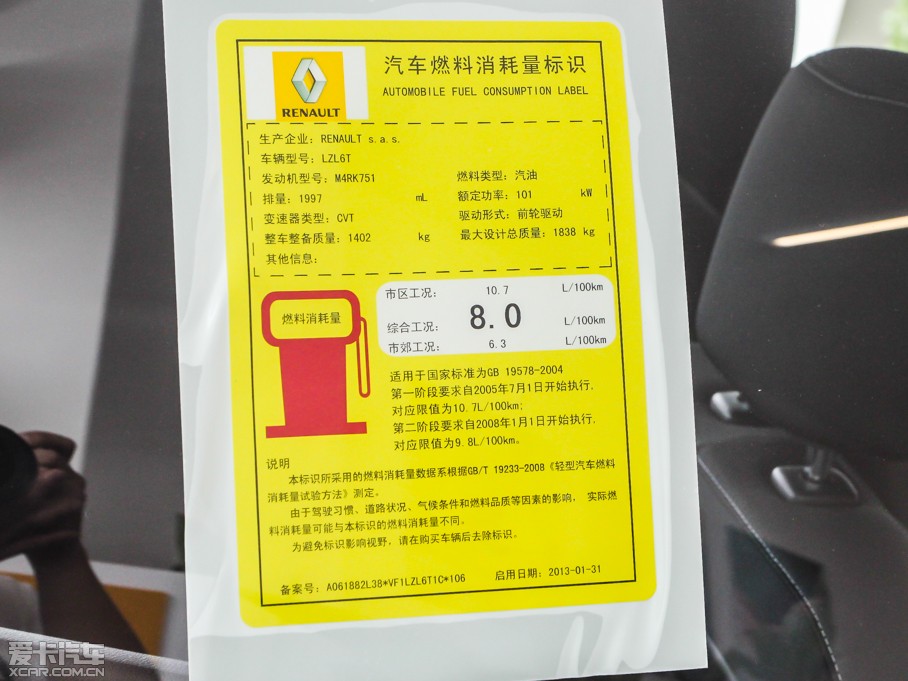 RENAULT
汽车燃料消耗量标识
AUTOMOBILE FUEL CONSUMPTION LABEL
生产企业: RENAULT s.a.s.
车辆型号: LZL6T
发动机型号: M4RK751 燃料类型: 汽油
排量: 1997 mL 额定功率: 101 kW
变速器类型: CVT 驱动形式: 前轮驱动
整车整备质量: 1402 kg 最大设计总质量: 1838 kg
其他信息:
燃料消耗量
市区工况: 10.7 L/100km
综合工况: 8.0 L/100km
市郊工况: 6.3 L/100km
适用于国家标准为GB 19578-2004
第一阶段要求自2005年7月1日开始执行,
对应限值为10.7L/100km;
第二阶段要求自2008年1月1日开始执行,
对应限值为9.8L/100km。
说明
本标识所采用的燃料消耗量数据系根据GB/T 19233-2008《轻型汽车燃料
消耗量试验方法》测定。
由于驾驶习惯、道路状况、气候条件和燃料品质等因素的影响, 实际燃
料消耗量可能与本标识的燃料消耗量不同。
为避免标识影响视野, 请在购买车辆后去除标识。
备案号: A061882L38*VF1LZL6T1C*106 启用日期: 2013-01-31
爱卡汽车
XCAR.COM.CN